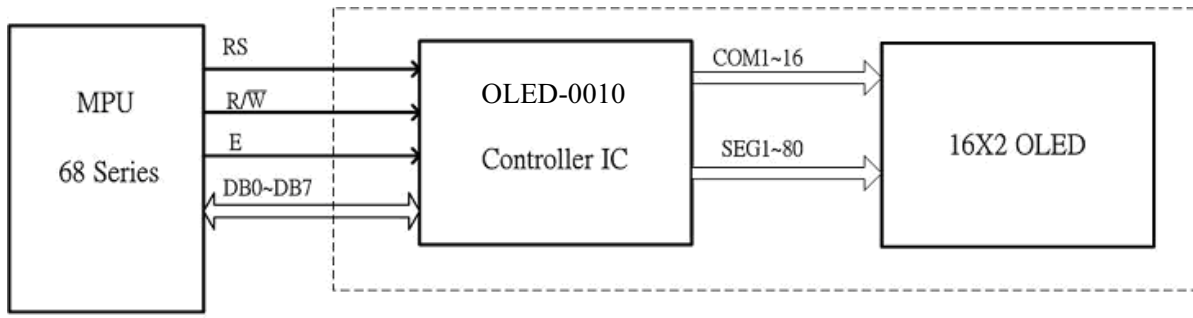 MPU
68 Series
RS
R/W̅
E
DB0~DB7
OLED-0010
Controller IC
COM1~16
SEG1~80
16X2 OLED